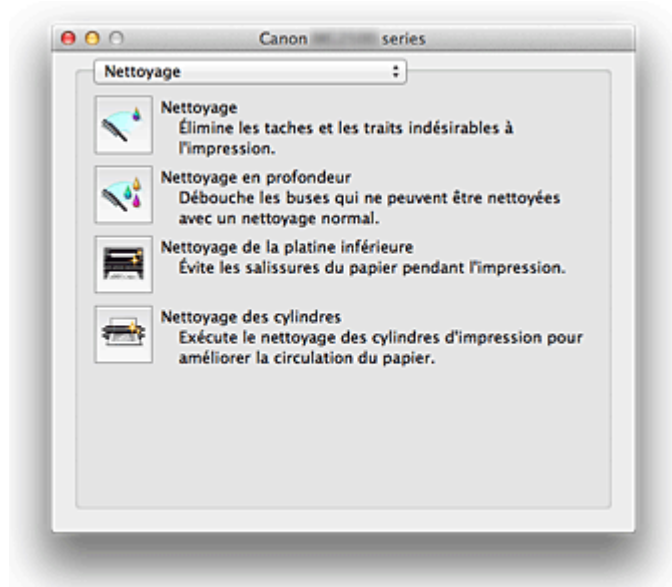 Canon series
Nettoyage
Nettoyage
Élimine les taches et les traits indésirables à
l'impression.
Nettoyage en profondeur
Débouche les buses qui ne peuvent être nettoyées
avec un nettoyage normal.
Nettoyage de la platine inférieure
Évite les salissures du papier pendant l'impression.
Nettoyage des cylindres
Exécute le nettoyage des cylindres d'impression pour
améliorer la circulation du papier.